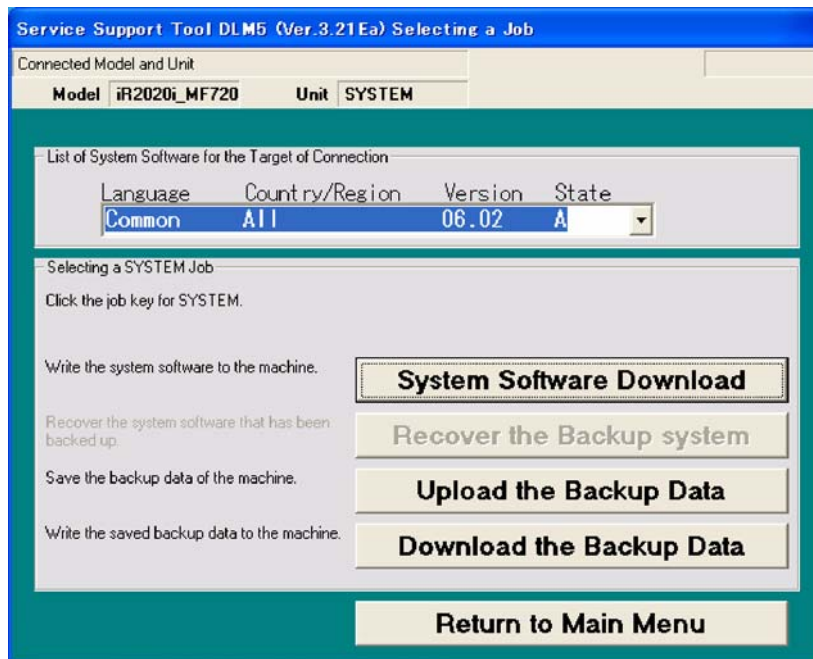 Service Support Tool DLM5 (Ver.3.21Ea) Selecting a Job
Connected Model and Unit
Model iR2020i_MF720 Unit SYSTEM
List of System Software for the Target of Connection
Language Country/Region Version State
Common All 06.02 A
Selecting a SYSTEM Job
Click the job key for SYSTEM.
Write the system software to the machine.
System Software Download
Recover the system software that has been
backed up.
Recover the Backup system
Save the backup data of the machine.
Upload the Backup Data
Write the saved backup data to the machine.
Download the Backup Data
Return to Main Menu